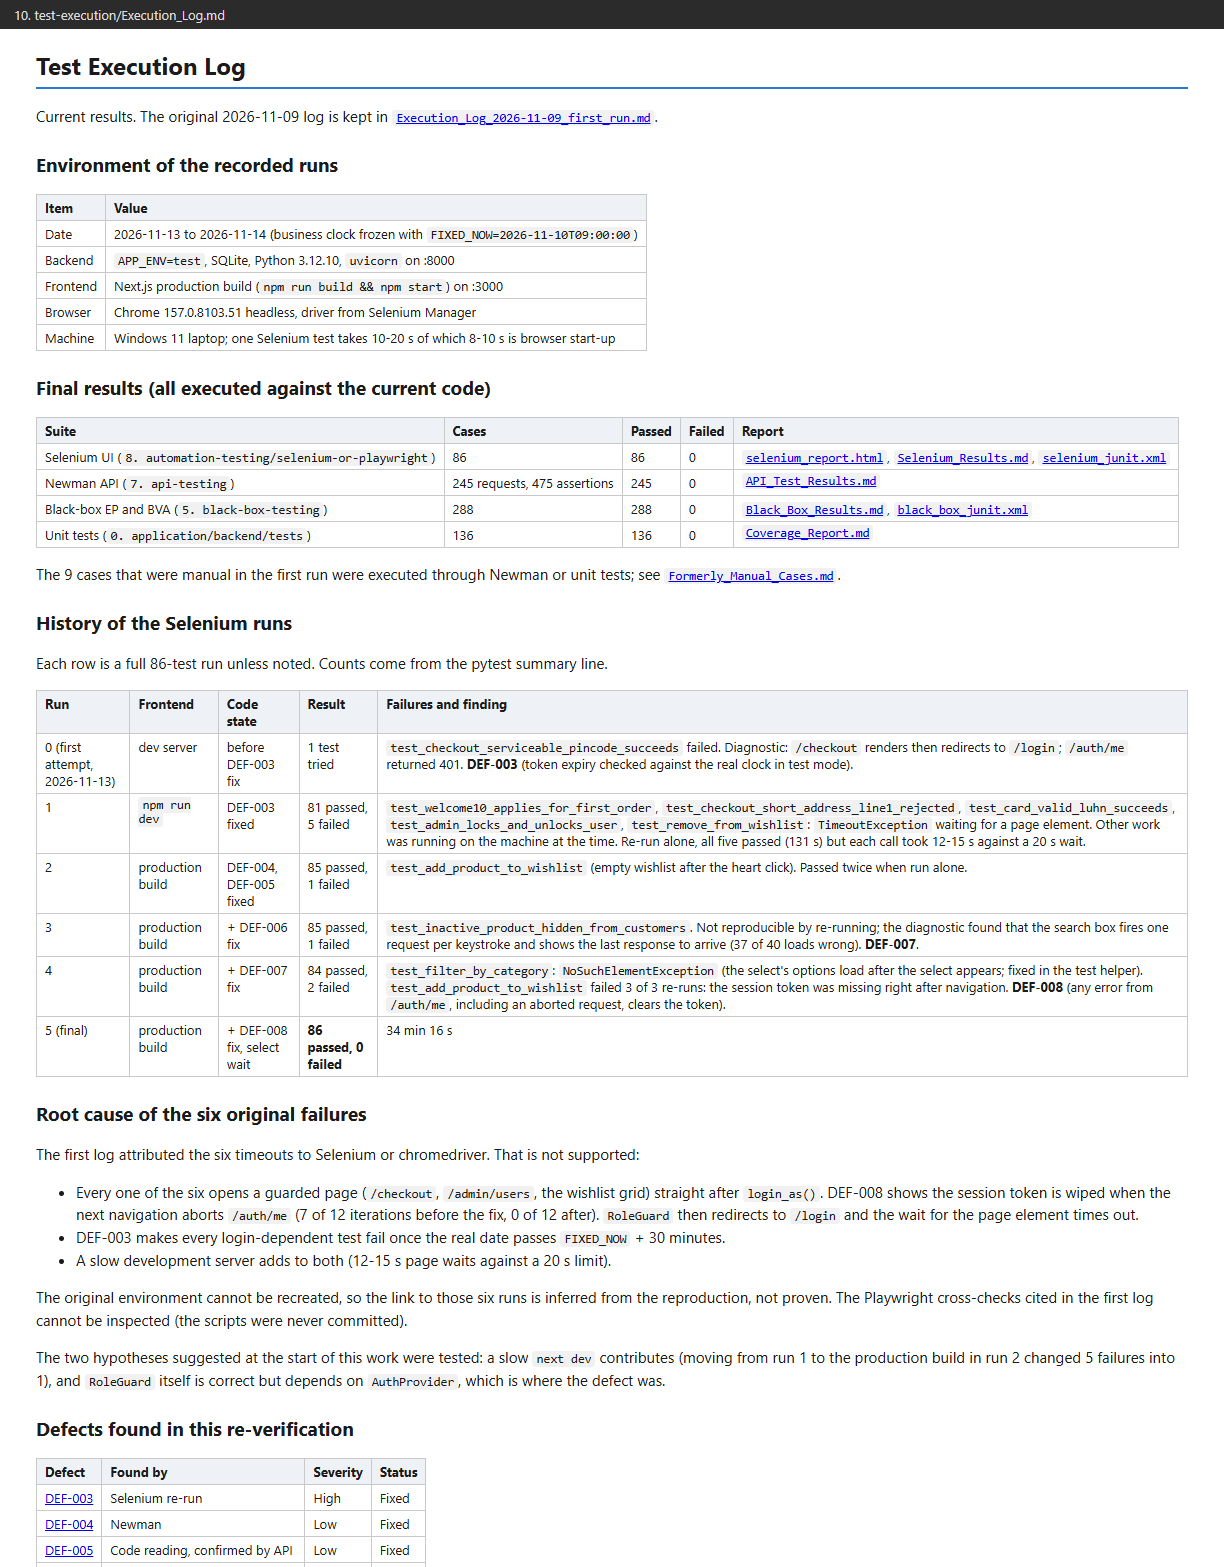 10. test-execution/Execution_Log.md
Test Execution Log
Current results. The original 2026-11-09 log is kept in Execution_Log_2026-11-09_first_run.md.
Environment of the recorded runs
Item Value
Date 2026-11-13 to 2026-11-14 (business clock frozen with FIXED_NOW=2026-11-10T09:00:00)
Backend APP_ENV=test, SQLite, Python 3.12.10, uvicorn on :8000
Frontend Next.js production build (npm run build && npm start) on :3000
Browser Chrome 157.0.8103.51 headless, driver from Selenium Manager
Machine Windows 11 laptop; one Selenium test takes 10-20 s of which 8-10 s is browser start-up
Final results (all executed against the current code)
Suite Cases Passed Failed Report
Selenium UI (8. automation-testing/selenium-or-playwright) 86 86 0 selenium_report.html, Selenium_Results.md, selenium_junit.xml
Newman API (7. api-testing) 245 requests, 475 assertions 245 0 API_Test_Results.md
Black-box EP and BVA (5. black-box-testing) 288 288 0 Black_Box_Results.md, black_box_junit.xml
Unit tests (0. application/backend/tests) 136 136 0 Coverage_Report.md
The 9 cases that were manual in the first run were executed through Newman or unit tests; see Formerly_Manual_Cases.md.
History of the Selenium runs
Each row is a full 86-test run unless noted. Counts come from the pytest summary line.
Run Frontend Code state Result Failures and finding
0 (first attempt, 2026-11-13) dev server before DEF-003 fix 1 test tried test_checkout_serviceable_pincode_succeeds failed. Diagnostic: /checkout renders then redirects to /login; /auth/me returned 401. DEF-003 (token expiry checked against the real clock in test mode).
1 npm run dev DEF-003 fixed 81 passed, 5 failed test_welcome10_applies_for_first_order, test_checkout_short_address_line1_rejected, test_card_valid_luhn_succeeds, test_admin_locks_and_unlocks_user, test_remove_from_wishlist: TimeoutException waiting for a page element. Other work was running on the machine at the time. Re-run alone, all five passed (131 s) but each call took 12-15 s against a 20 s wait.
2 production build DEF-004, DEF-005 fixed 85 passed, 1 failed test_add_product_to_wishlist (empty wishlist after the heart click). Passed twice when run alone.
3 production build + DEF-006 fix 85 passed, 1 failed test_inactive_product_hidden_from_customers. Not reproducible by re-running; the diagnostic found that the search box fires one request per keystroke and shows the last response to arrive (37 of 40 loads wrong). DEF-007.
4 production build + DEF-007 fix 84 passed, 2 failed test_filter_by_category: NoSuchElementException (the select's options load after the select appears; fixed in the test helper). test_add_product_to_wishlist failed 3 of 3 re-runs: the session token was missing right after navigation. DEF-008 (any error from /auth/me, including an aborted request, clears the token).
5 (final) production build + DEF-008 fix, select wait 86 passed, 0 failed 34 min 16 s
Root cause of the six original failures
The first log attributed the six timeouts to Selenium or chromedriver. That is not supported:
• Every one of the six opens a guarded page (/checkout, /admin/users, the wishlist grid) straight after login_as(). DEF-008 shows the session token is wiped when the
next navigation aborts /auth/me (7 of 12 iterations before the fix, 0 of 12 after). RoleGuard then redirects to /login and the wait for the page element times out.
• DEF-003 makes every login-dependent test fail once the real date passes FIXED_NOW + 30 minutes.
• A slow development server adds to both (12-15 s page waits against a 20 s limit).
The original environment cannot be recreated, so the link to those six runs is inferred from the reproduction, not proven. The Playwright cross-checks cited in the first log
cannot be inspected (the scripts were never committed).
The two hypotheses suggested at the start of this work were tested: a slow next dev contributes (moving from run 1 to the production build in run 2 changed 5 failures into
1), and RoleGuard itself is correct but depends on AuthProvider, which is where the defect was.
Defects found in this re-verification
Defect Found by Severity Status
DEF-003 Selenium re-run High Fixed
DEF-004 Newman Low Fixed
DEF-005 Code reading, confirmed by API Low Fixed